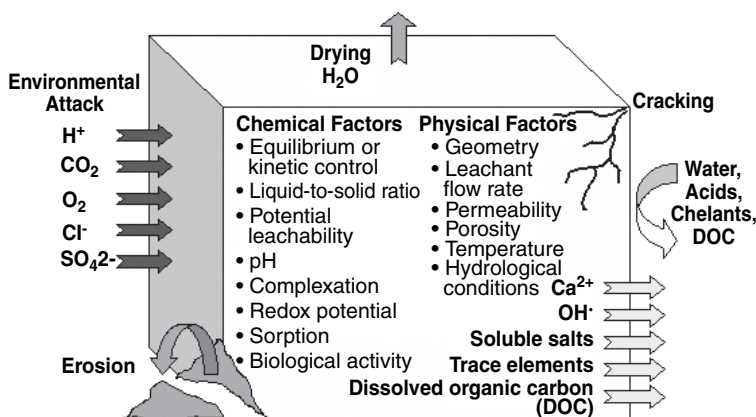 Drying
H₂O
Environmental
Attack
H⁺
CO₂
O₂
Cl⁻
SO₄2-
Erosion
Chemical Factors
• Equilibrium or
kinetic control
• Liquid-to-solid ratio
• Potential
leachability
• pH
• Complexation
• Redox potential
• Sorption
• Biological activity
Physical Factors
• Geometry
• Leachant
flow rate
• Permeability
• Porosity
• Temperature
• Hydrological
conditions
Cracking
Water,
Acids,
Chelants,
DOC
Ca²⁺
OH⁻
Soluble salts
Trace elements
Dissolved organic carbon
(DOC)